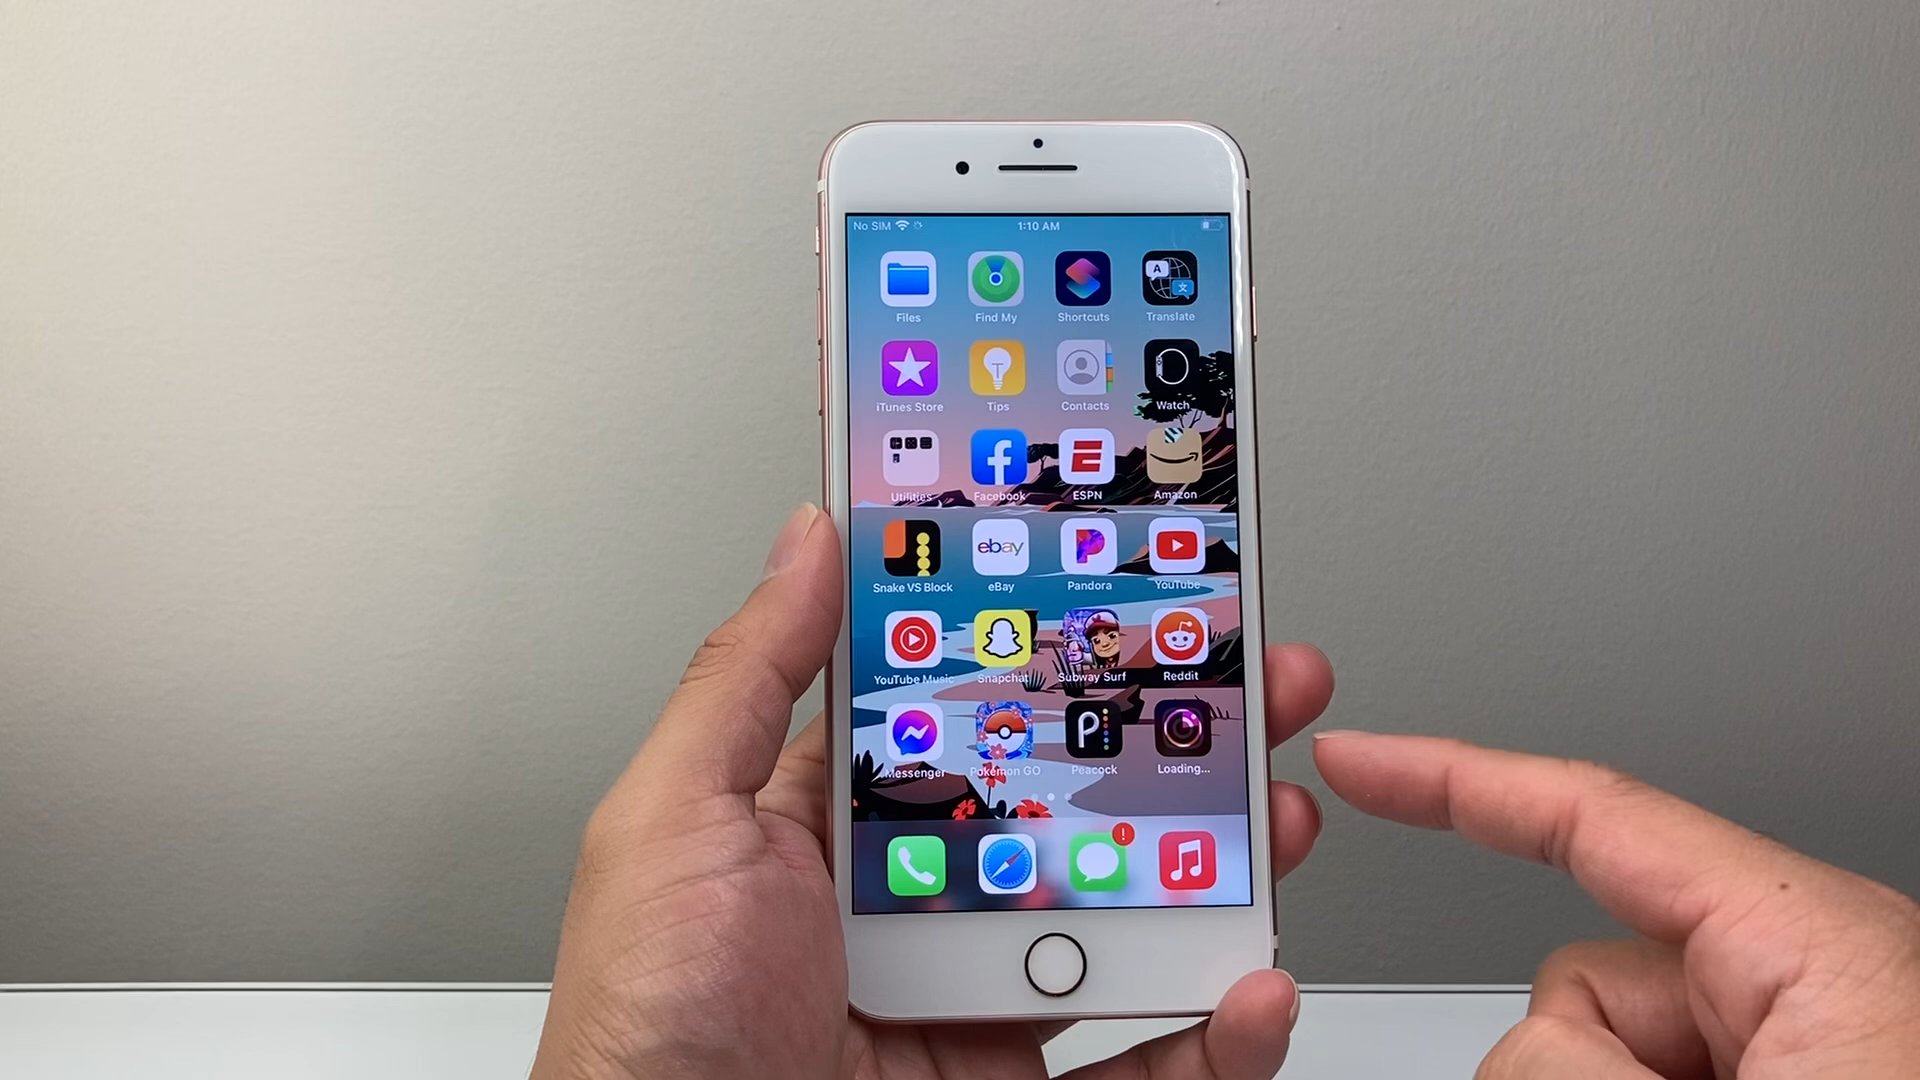 No SIM 1:10 AM
Files Find My Shortcuts Translate
iTunes Store Tips Contacts Watch
Utilities Facebook ESPN Amazon
ebay
Snake VS Block eBay Pandora YouTube
YouTube Music Snapchat Subway Surf Reddit
Messenger Pokémon GO Peacock Loading...